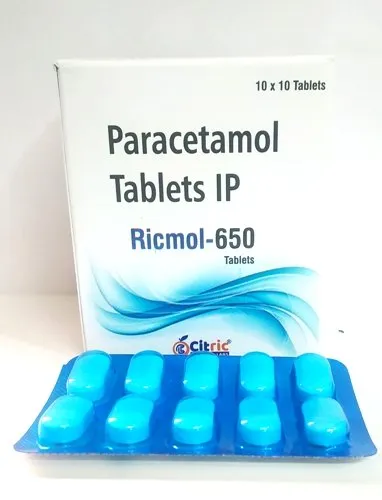 10 x 10 Tablets
Paracetamol
Tablets IP
Ricmol-650
Tablets
Citric